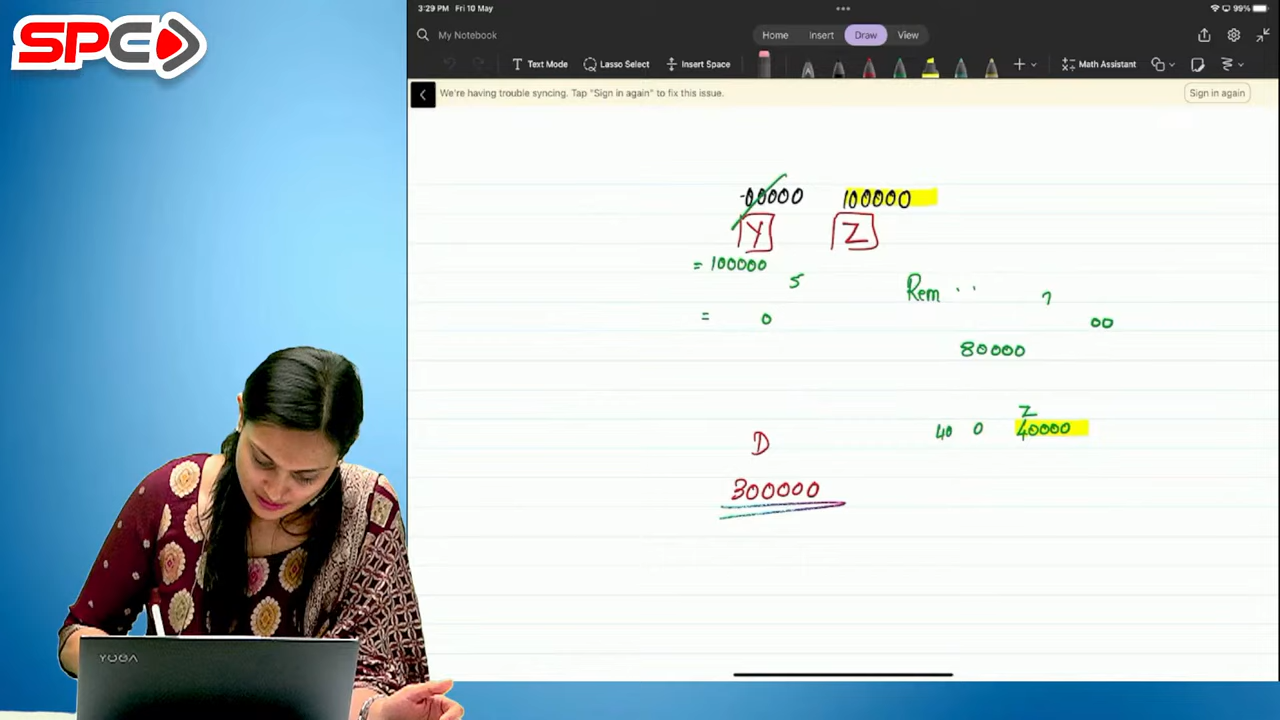 SPC
3:29 PM Fri 10 May
99%
My Notebook
Home Insert Draw View
Text Mode Lasso Select Insert Space Math Assistant
We're having trouble syncing. Tap "Sign in again" to fix this issue. Sign in again
00000 100000
Y Z
= 100000
5
Rem
?
= 0
00
80000
Z
40 0 40000
D
300000
YOGA